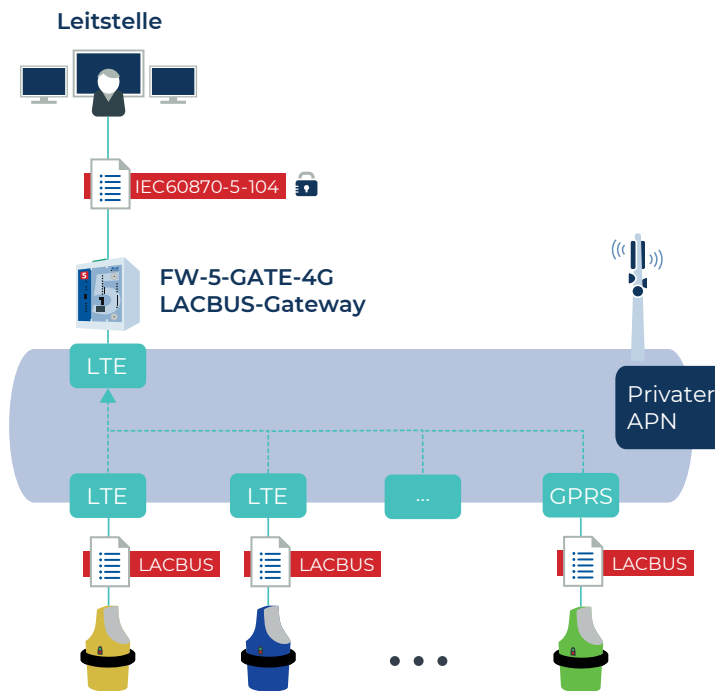 Leitstelle
IEC60870-5-104
5
FW-5-GATE-4G
LACBUS-Gateway
LTE
Privater
APN
LTE
LTE
...
GPRS
LACBUS
LACBUS
LACBUS